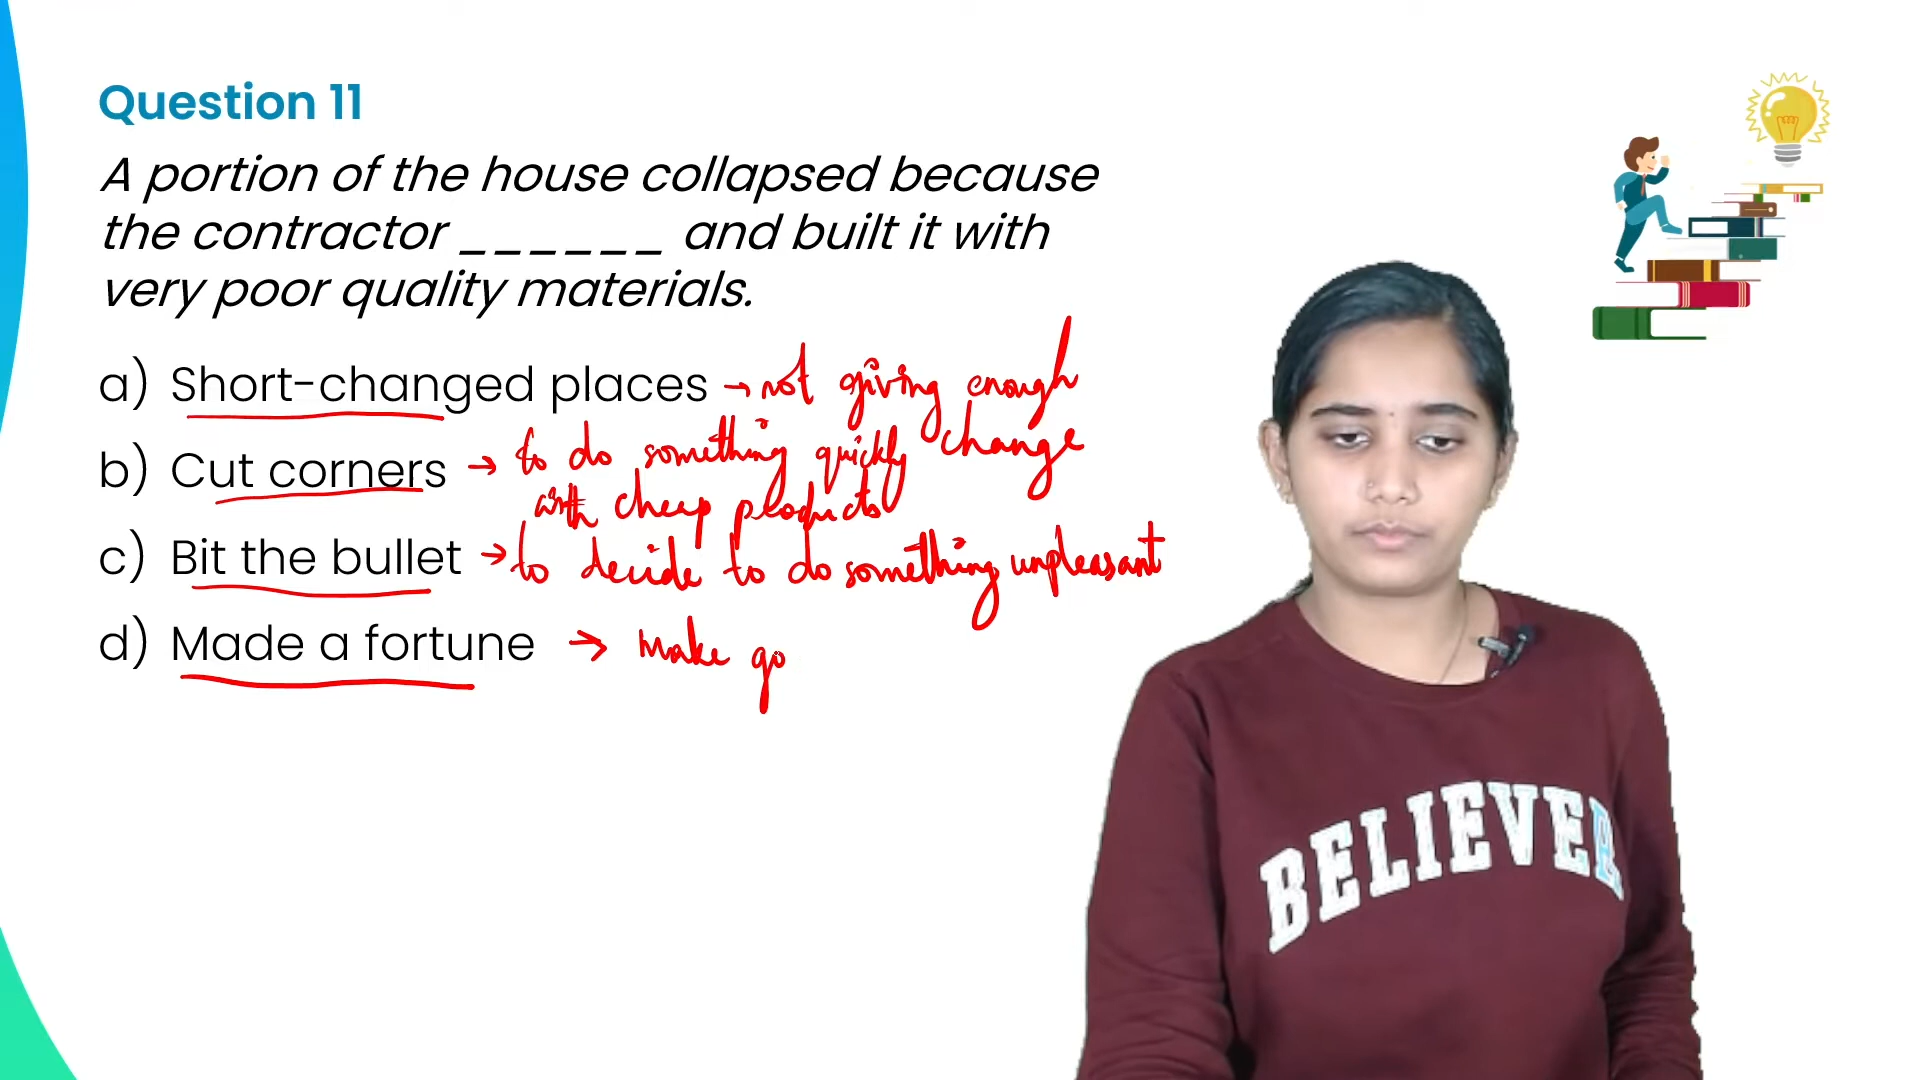 Question 11
A portion of the house collapsed because
the contractor ______ and built it with
very poor quality materials.
a) Short-changed places → not giving enough
change
b) Cut corners → to do something quickly
with cheap products
c) Bit the bullet → to decide to do something unpleasant
d) Made a fortune → Make go
BELIEVER